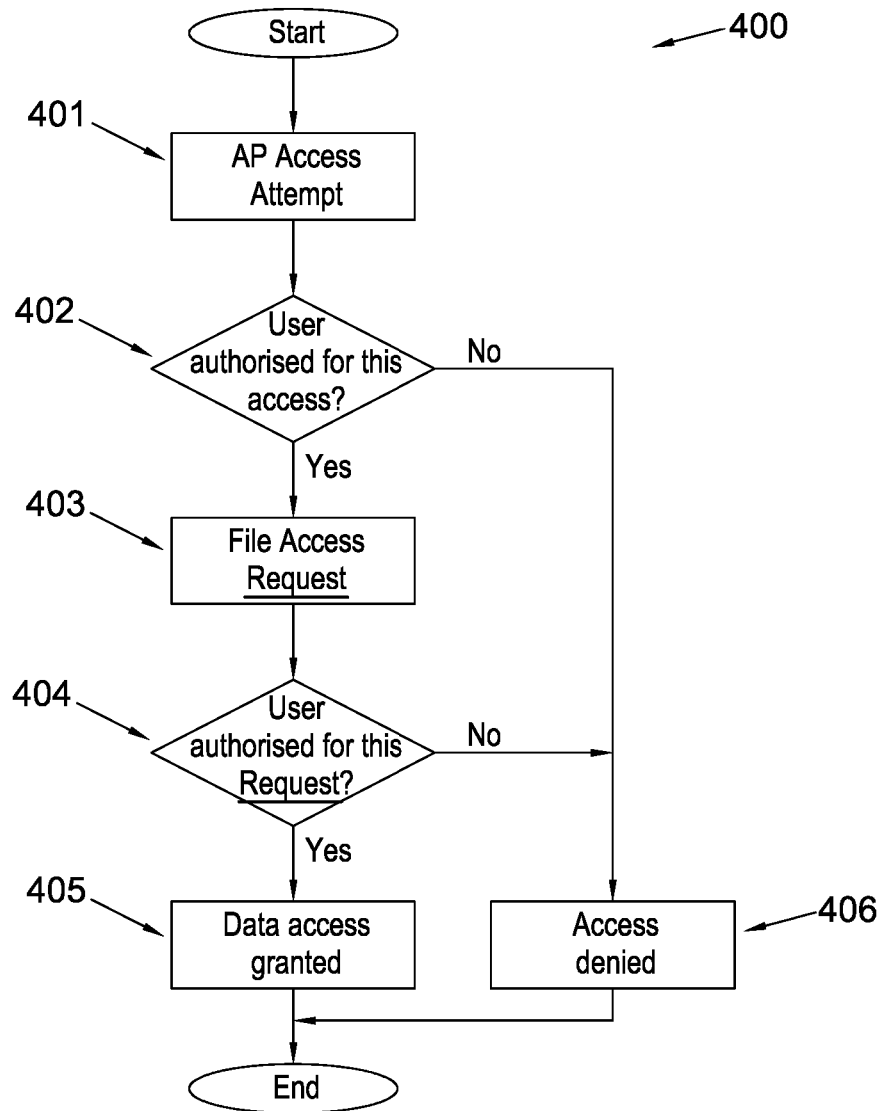 Start
400
401
AP Access
Attempt
402
User
authorised for this
access?
No
Yes
403
File Access
Request
404
User
authorised for this
Request?
No
Yes
405
Data access
granted
Access
denied
406
End